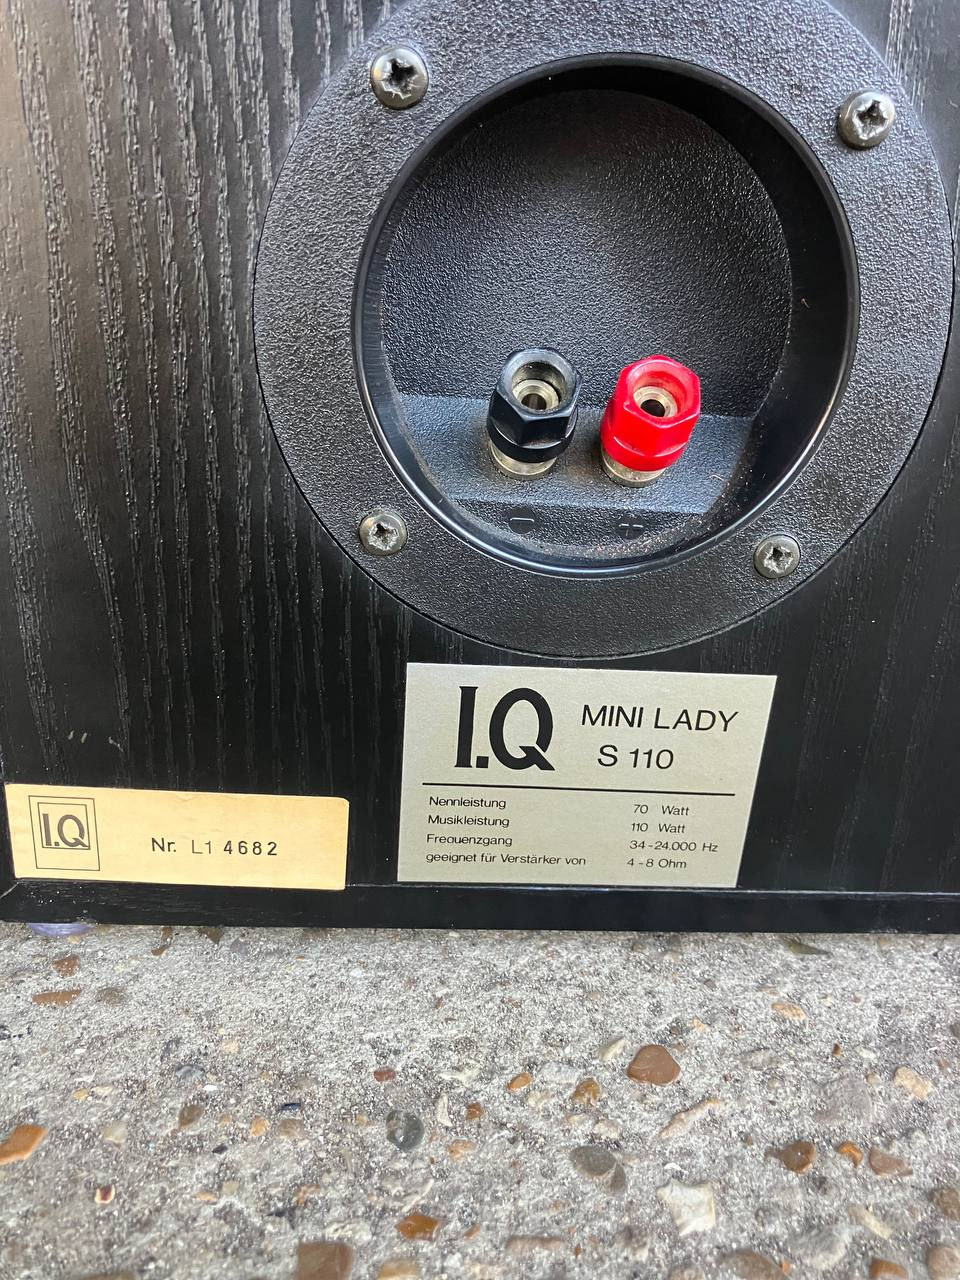 − +
I.Q MINI LADY
S 110
Nennleistung 70 Watt
Musikleistung 110 Watt
Frequenzgang 34-24.000 Hz
geeignet für Verstärker von 4-8 Ohm
I.Q Nr. L1 4682